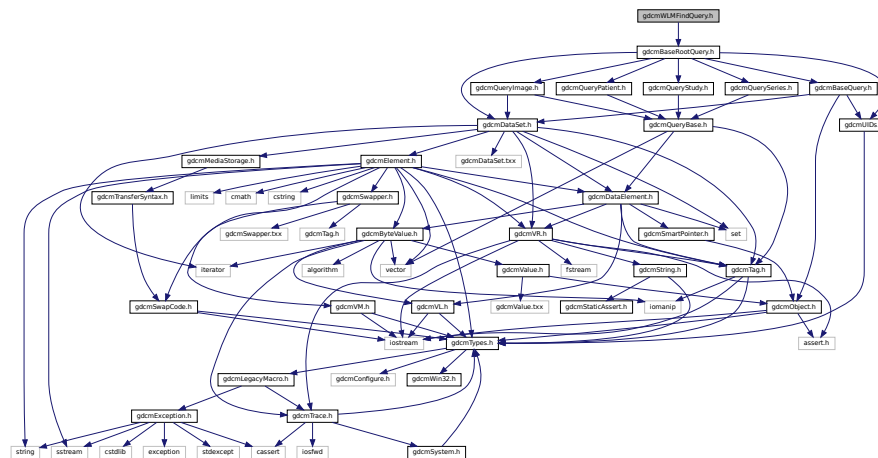 gdcmWLMFindQuery.h
gdcmBaseRootQuery.h
gdcmQueryImage.h
gdcmQueryPatient.h
gdcmQueryStudy.h
gdcmQuerySeries.h
gdcmBaseQuery.h
gdcmDataSet.h
gdcmQueryBase.h
gdcmUIDs
gdcmMediaStorage.h
gdcmElement.h
gdcmDataSet.txx
gdcmTransferSyntax.h
limits
cmath
cstring
gdcmSwapper.h
gdcmDataElement.h
gdcmSwapper.txx
gdcmTag.h
gdcmByteValue.h
gdcmVR.h
gdcmSmartPointer.h
set
iterator
algorithm
vector
gdcmValue.h
fstream
gdcmString.h
gdcmTag.h
gdcmSwapCode.h
gdcmVM.h
gdcmVL.h
gdcmValue.txx
gdcmStaticAssert.h
iomanip
gdcmObject.h
iostream
gdcmTypes.h
assert.h
gdcmLegacyMacro.h
gdcmConfigure.h
gdcmWin32.h
gdcmException.h
gdcmTrace.h
string
sstream
cstdlib
exception
stdexcept
cassert
iosfwd
gdcmSystem.h